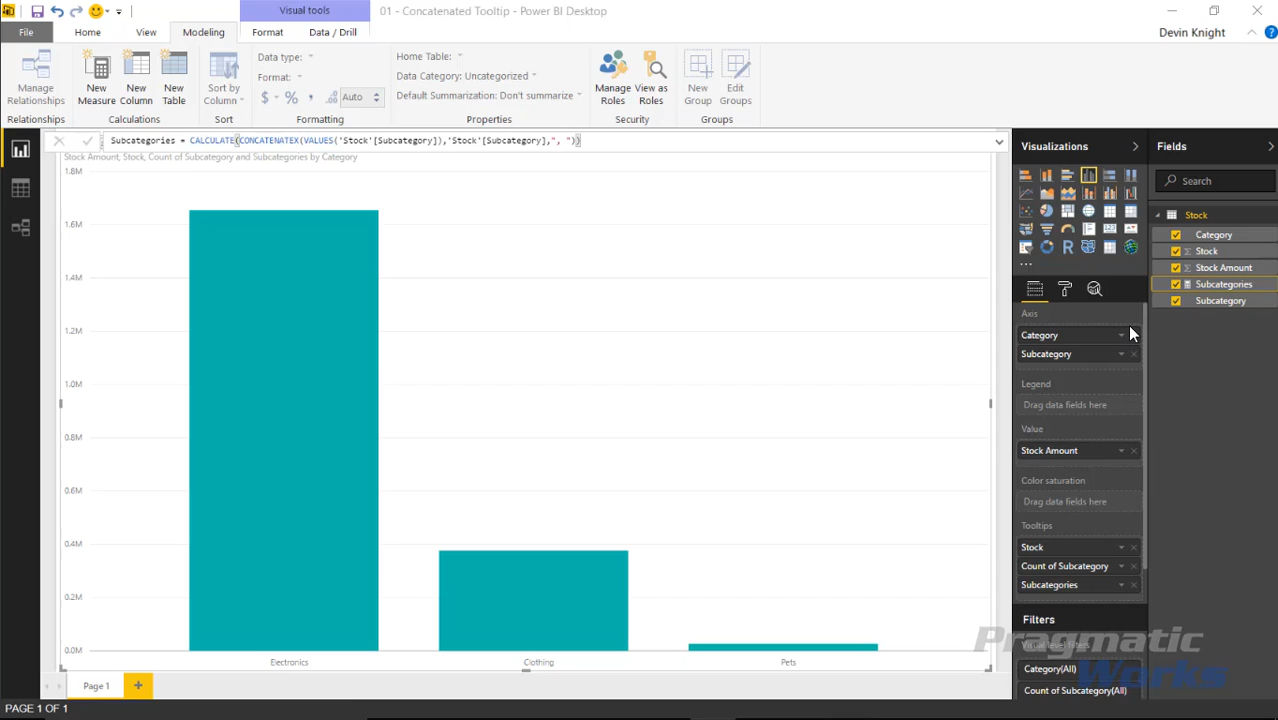 Visual tools
01 - Concatenated Tooltip - Power BI Desktop
File
Home
View
Modeling
Format
Data / Drill
Devin Knight
Manage
Relationships
Relationships
New
Measure
New
Column
New
Table
Calculations
Sort by
Column
Sort
Data type:
Format:
$ % , .00 Auto
Formatting
Home Table:
Data Category: Uncategorized
Default Summarization: Don't summarize
Properties
Manage
Roles
View as
Roles
Security
New
Group
Edit
Groups
Groups
Subcategories = CALCULATE(CONCATENATEX(VALUES('Stock'[Subcategory]),'Stock'[Subcategory],", "))
Stock Amount, Stock, Count of Subcategory and Subcategories by Category
1.8M
1.6M
1.4M
1.2M
1.0M
0.8M
0.6M
0.4M
0.2M
0.0M
Electronics
Clothing
Pets
Visualizations
Axis
Category
Subcategory
Legend
Drag data fields here
Value
Stock Amount
Color saturation
Drag data fields here
Tooltips
Stock
Count of Subcategory
Subcategories
Filters
Visual level filters
Category(All)
Count of Subcategory(All)
Fields
Search
Stock
Category
Stock
Stock Amount
Subcategories
Subcategory
Pragmatic
Works
Page 1
PAGE 1 OF 1